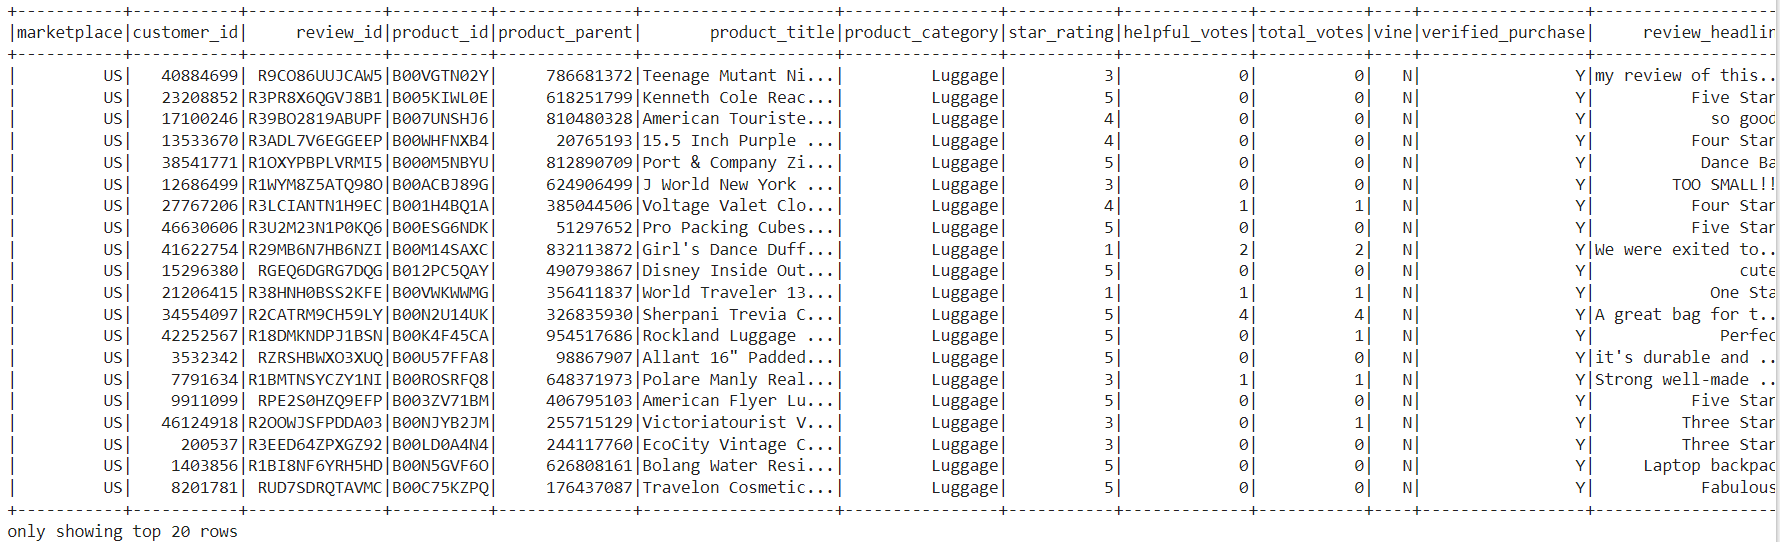 +-----------+-----------+--------------+----------+--------------+--------------------+----------------+-----------+-------------+-----------+----+-----------------+-------------------
|marketplace|customer_id|     review_id|product_id|product_parent|       product_title|product_category|star_rating|helpful_votes|total_votes|vine|verified_purchase|     review_headlin
+-----------+-----------+--------------+----------+--------------+--------------------+----------------+-----------+-------------+-----------+----+-----------------+-------------------
|         US|   40884699| R9CO86UUJCAW5|B00VGTN02Y|     786681372|Teenage Mutant Ni...|         Luggage|          3|            0|          0|   N|                Y|my review of this..
|         US|   23208852|R3PR8X6QGVJ8B1|B005KIWL0E|     618251799|Kenneth Cole Reac...|         Luggage|          5|            0|          0|   N|                Y|          Five Star
|         US|   17100246|R39BO2819ABUPF|B007UNSHJ6|     810480328|American Touriste...|         Luggage|          4|            0|          0|   N|                Y|            so good
|         US|   13533670|R3ADL7V6EGGEEP|B00WHFNXB4|      20765193|15.5 Inch Purple ...|         Luggage|          4|            0|          0|   N|                Y|          Four Star
|         US|   38541771|R1OXYPBPLVRMI5|B000M5NBYU|     812890709|Port & Company Zi...|         Luggage|          5|            0|          0|   N|                Y|           Dance Ba
|         US|   12686499|R1WYM8Z5ATQ98O|B00ACBJ89G|     624906499|J World New York ...|         Luggage|          3|            0|          0|   N|                Y|        TOO SMALL!!
|         US|   27767206|R3LCIANTN1H9EC|B001H4BQ1A|     385044506|Voltage Valet Clo...|         Luggage|          4|            1|          1|   N|                Y|          Four Star
|         US|   46630606|R3U2M23N1P0KQ6|B00ESG6NDK|      51297652|Pro Packing Cubes...|         Luggage|          5|            0|          0|   N|                Y|          Five Star
|         US|   41622754|R29MB6N7HB6NZI|B00M14SAXC|     832113872|Girl's Dance Duff...|         Luggage|          1|            2|          2|   N|                Y|We were exited to..
|         US|   15296380| RGEQ6DGRG7DQG|B012PC5QAY|     490793867|Disney Inside Out...|         Luggage|          5|            0|          0|   N|                Y|               cute
|         US|   21206415|R38HNH0BSS2KFE|B00VWKWWMG|     356411837|World Traveler 13...|         Luggage|          1|            1|          1|   N|                Y|            One Sta
|         US|   34554097|R2CATRM9CH59LY|B00N2U14UK|     326835930|Sherpani Trevia C...|         Luggage|          5|            4|          4|   N|                Y|A great bag for t..
|         US|   42252567|R18DMKNDPJ1BSN|B00K4F45CA|     954517686|Rockland Luggage ...|         Luggage|          5|            0|          1|   N|                Y|             Perfec
|         US|    3532342| RZRSHBWXO3XUQ|B00U57FFA8|      98867907|Allant 16" Padded...|         Luggage|          5|            0|          0|   N|                Y|it's durable and ..
|         US|    7791634|R1BMTNSYCZY1NI|B00ROSRFQ8|     648371973|Polare Manly Real...|         Luggage|          3|            1|          1|   N|                Y|Strong well-made ..
|         US|    9911099| RPE2S0HZQ9EFP|B003ZV71BM|     406795103|American Flyer Lu...|         Luggage|          5|            0|          0|   N|                Y|          Five Star
|         US|   46124918|R2OOWJSFPDDA03|B00NJYB2JM|     255715129|Victoriatourist V...|         Luggage|          3|            0|          1|   N|                Y|         Three Star
|         US|     200537|R3EED64ZPXGZ92|B00LD0A4N4|     244117760|EcoCity Vintage C...|         Luggage|          3|            0|          0|   N|                Y|         Three Star
|         US|    1403856|R1BI8NF6YRH5HD|B00N5GVF6O|     626808161|Bolang Water Resi...|         Luggage|          5|            0|          0|   N|                Y|      Laptop backpac
|         US|    8201781| RUD7SDRQTAVMC|B00C75KZPQ|     176437087|Travelon Cosmetic...|         Luggage|          5|            0|          0|   N|                Y|           Fabulous
+-----------+-----------+--------------+----------+--------------+--------------------+----------------+-----------+-------------+-----------+----+-----------------+-------------------
only showing top 20 rows